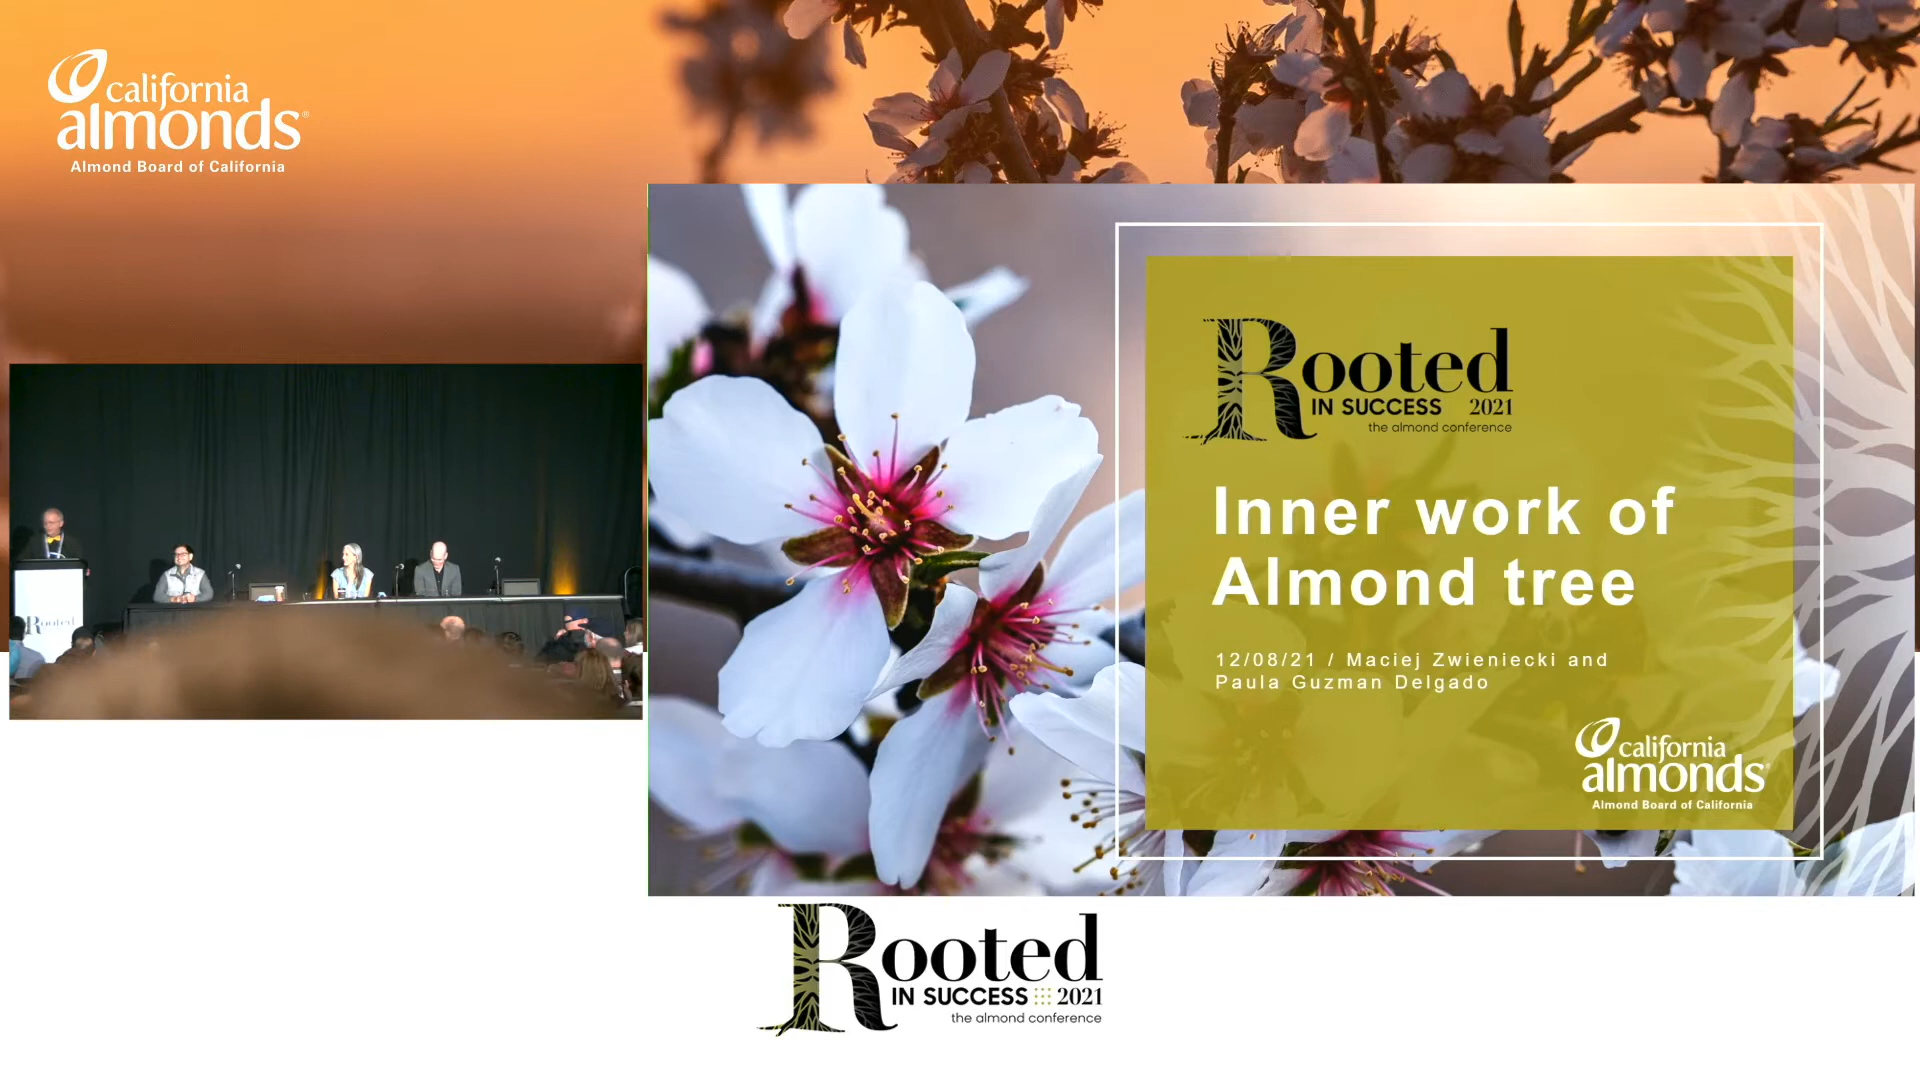 california
almonds®
Almond Board of California
Rooted
IN SUCCESS 2021
the almond conference
Inner work of
Almond tree
12/08/21 / Maciej Zwieniecki and
Paula Guzman Delgado
california
almonds
Almond Board of California
Rooted
Rooted
IN SUCCESS 2021
the almond conference